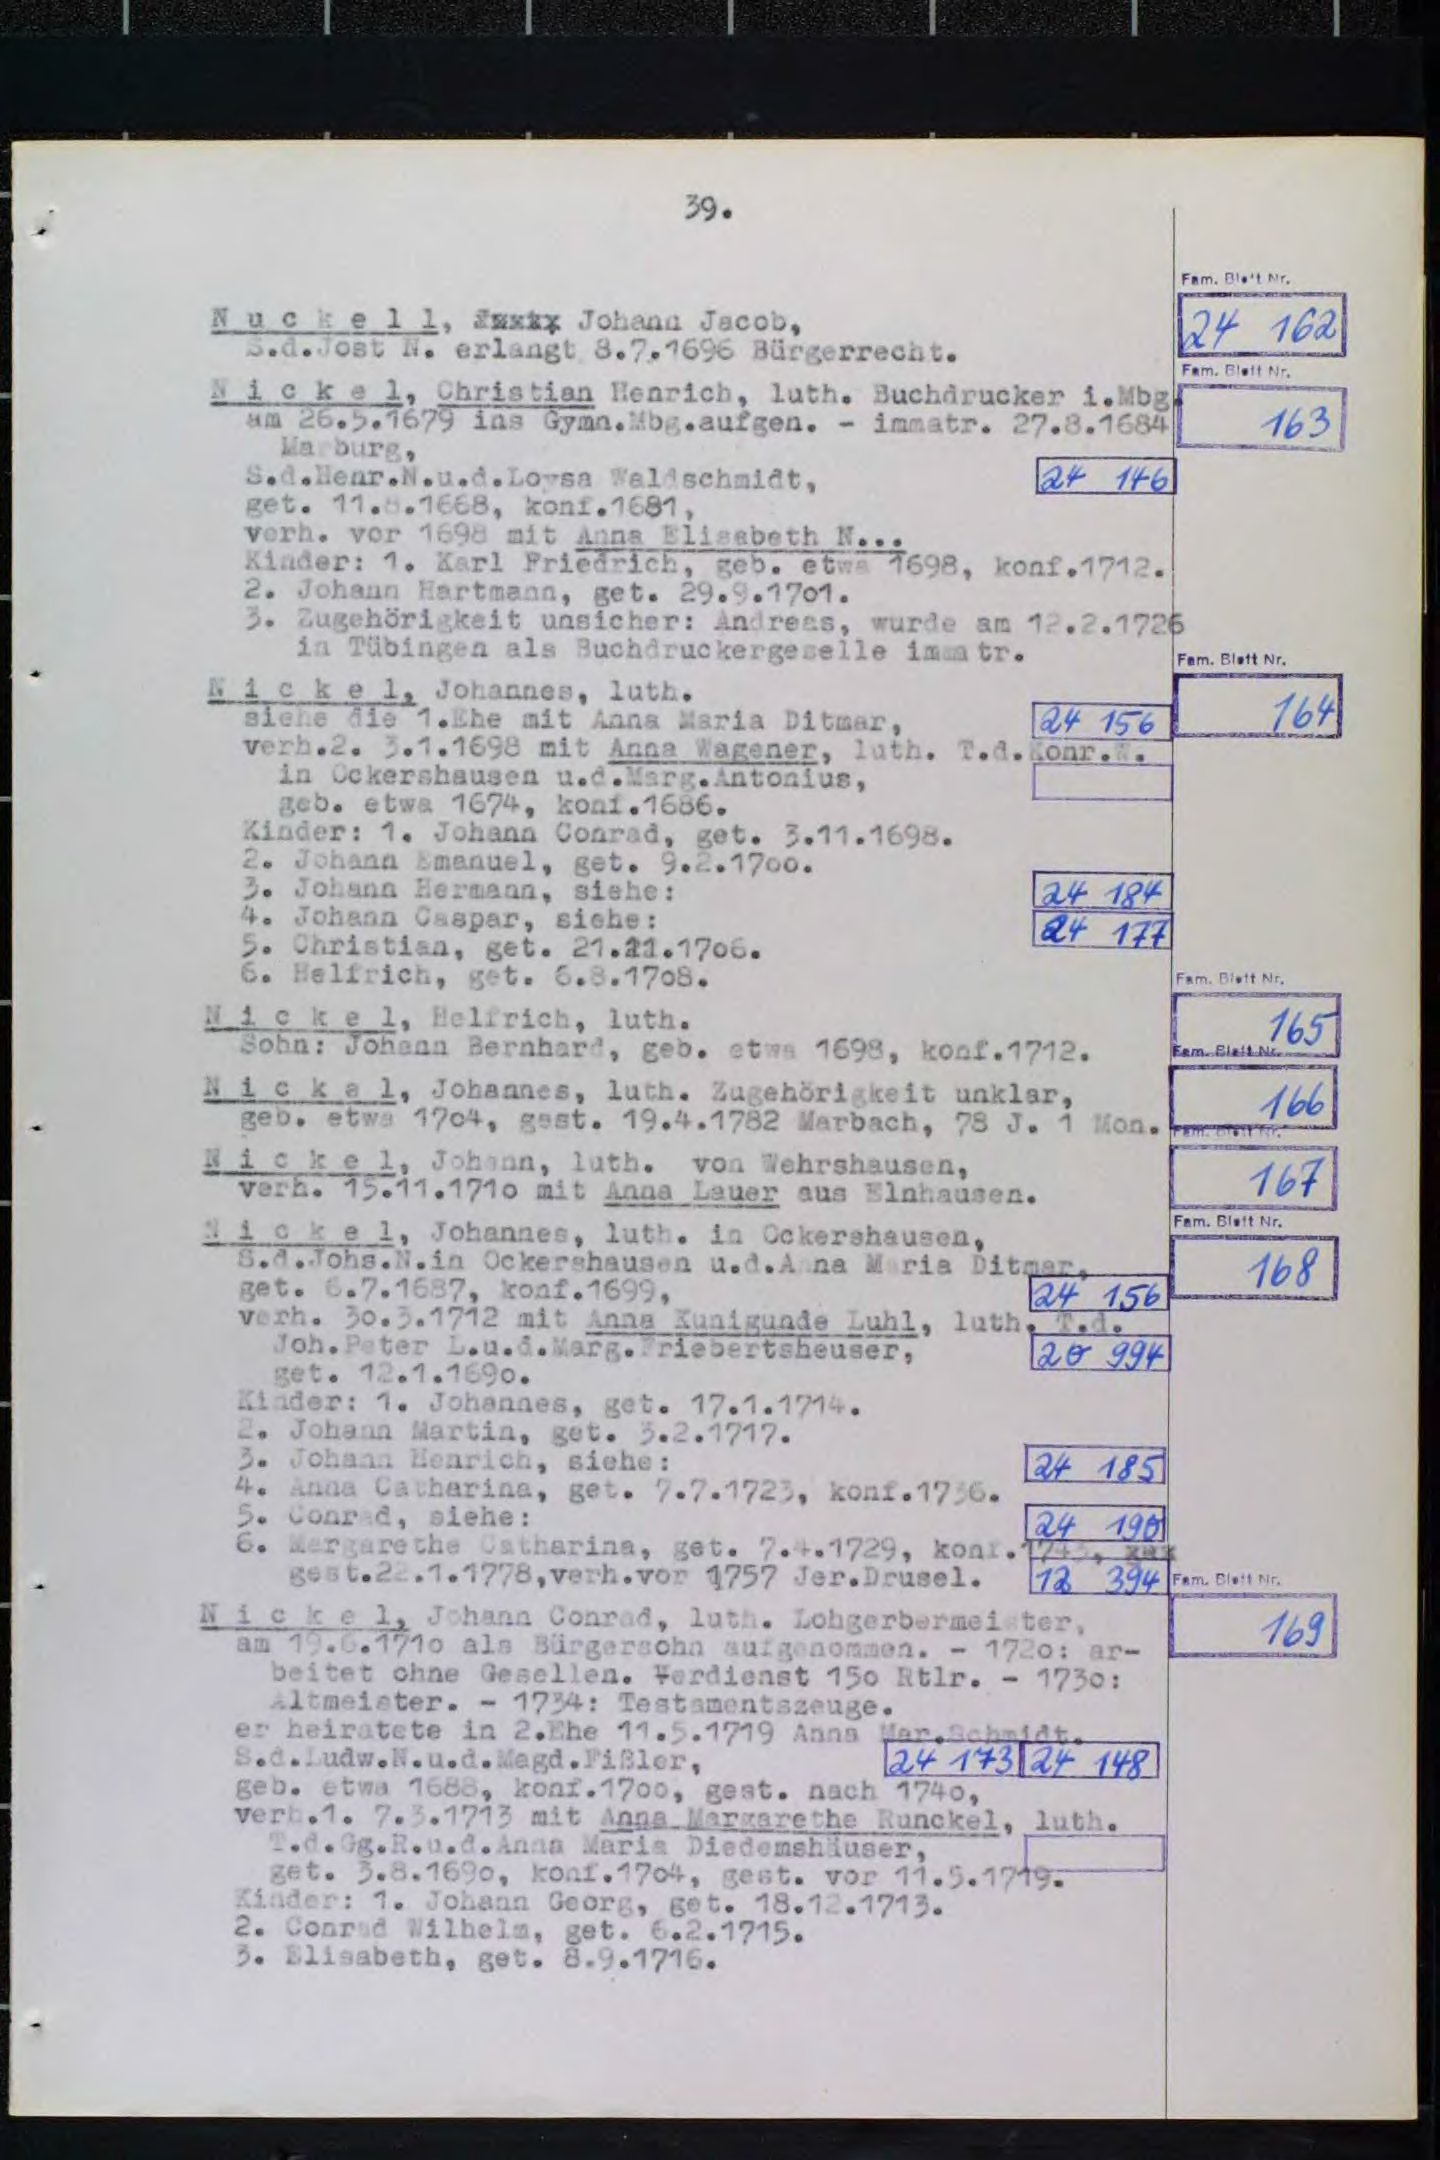 39.
Fam. Blatt Nr.
Nuckell, Johann Jacob,
24 162
S.d.Jost N. erlangt 8.7.1696 Bürgerrecht.
Fam. Blatt Nr.
Nickel, Christian Henrich, luth. Buchdrucker i.Mbg
163
am 26.5.1679 ins Gymn.Mbg.aufgen. - immatr. 27.8.1684
Marburg,
S.d.Henr.N.u.d.Loysa Waldschmidt,
24 146
get. 11.8.1668, konf.1681,
verh. vor 1698 mit Anna Elisabeth N...
Kinder: 1. Karl Friedrich, geb. etwa 1698, konf.1712.
2. Johann Hartmann, get. 29.9.1701.
3. Zugehörigkeit unsicher: Andreas, wurde am 12.2.1726
in Tübingen als Buchdruckergeselle immatr.
Fam. Blatt Nr.
Nickel, Johannes, luth.
164
siehe die 1.Ehe mit Anna Maria Ditmar,
24 156
verh.2. 3.1.1698 mit Anna Wagener, luth. T.d.Konr.W.
in Ockershausen u.d.Marg.Antonius,
geb. etwa 1674, konf.1686.
Kinder: 1. Johann Conrad, get. 3.11.1698.
2. Johann Emanuel, get. 9.2.1700.
3. Johann Hermann, siehe:
24 184
4. Johann Caspar, siehe:
24 177
5. Christian, get. 21.11.1706.
6. Helfrich, get. 6.8.1708.
Fam. Blatt Nr.
Nickel, Helfrich, luth.
165
Sohn: Johann Bernhard, geb. etwa 1698, konf.1712.
Fam. Blatt Nr.
Nickel, Johannes, luth. Zugehörigkeit unklar,
166
geb. etwa 1704, gest. 19.4.1782 Marbach, 78 J. 1 Mon.
Fam. Blatt Nr.
Nickel, Johann, luth. von Wehrshausen,
167
verh. 15.11.1710 mit Anna Lauer aus Elnhausen.
Fam. Blatt Nr.
Nickel, Johannes, luth. in Ockershausen,
168
S.d.Johs.N.in Ockershausen u.d.Anna Maria Ditmar,
get. 6.7.1687, konf.1699,
24 156
verh. 30.3.1712 mit Anna Kunigunde Luhl, luth. T.d.
Joh.Peter L.u.d.Marg.Friebertsheuser,
20 994
get. 12.1.1690.
Kinder: 1. Johannes, get. 17.1.1714.
2. Johann Martin, get. 3.2.1717.
3. Johann Henrich, siehe:
24 185
4. Anna Catharina, get. 7.7.1723, konf.1736.
5. Conrad, siehe:
24 190
6. Margarethe Catharina, get. 7.4.1729, konf.1743,
gest.22.1.1778,verh.vor 1757 Jer.Drusel.
12 394
Fam. Blatt Nr.
Nickel, Johann Conrad, luth. Lohgerbermeister,
169
am 19.6.1710 als Bürgersohn aufgenommen. - 1720: ar-
beitet ohne Gesellen. Verdienst 150 Rtlr. - 1730:
Altmeister. - 1734: Testamentszeuge.
er heiratete in 2.Ehe 11.5.1719 Anna Mar.Schmidt.
S.d.Ludw.N.u.d.Magd.Fißler,
24 173 24 148
geb. etwa 1688, konf.1700, gest. nach 1740,
verh.1. 7.3.1713 mit Anna Margarethe Runckel, luth.
T.d.Gg.R.u.d.Anna Maria Diedemshäuser,
get. 3.8.1690, konf.1704, gest. vor 11.5.1719.
Kinder: 1. Johann Georg, get. 18.12.1713.
2. Conrad Wilhelm, get. 6.2.1715.
3. Elisabeth, get. 8.9.1716.